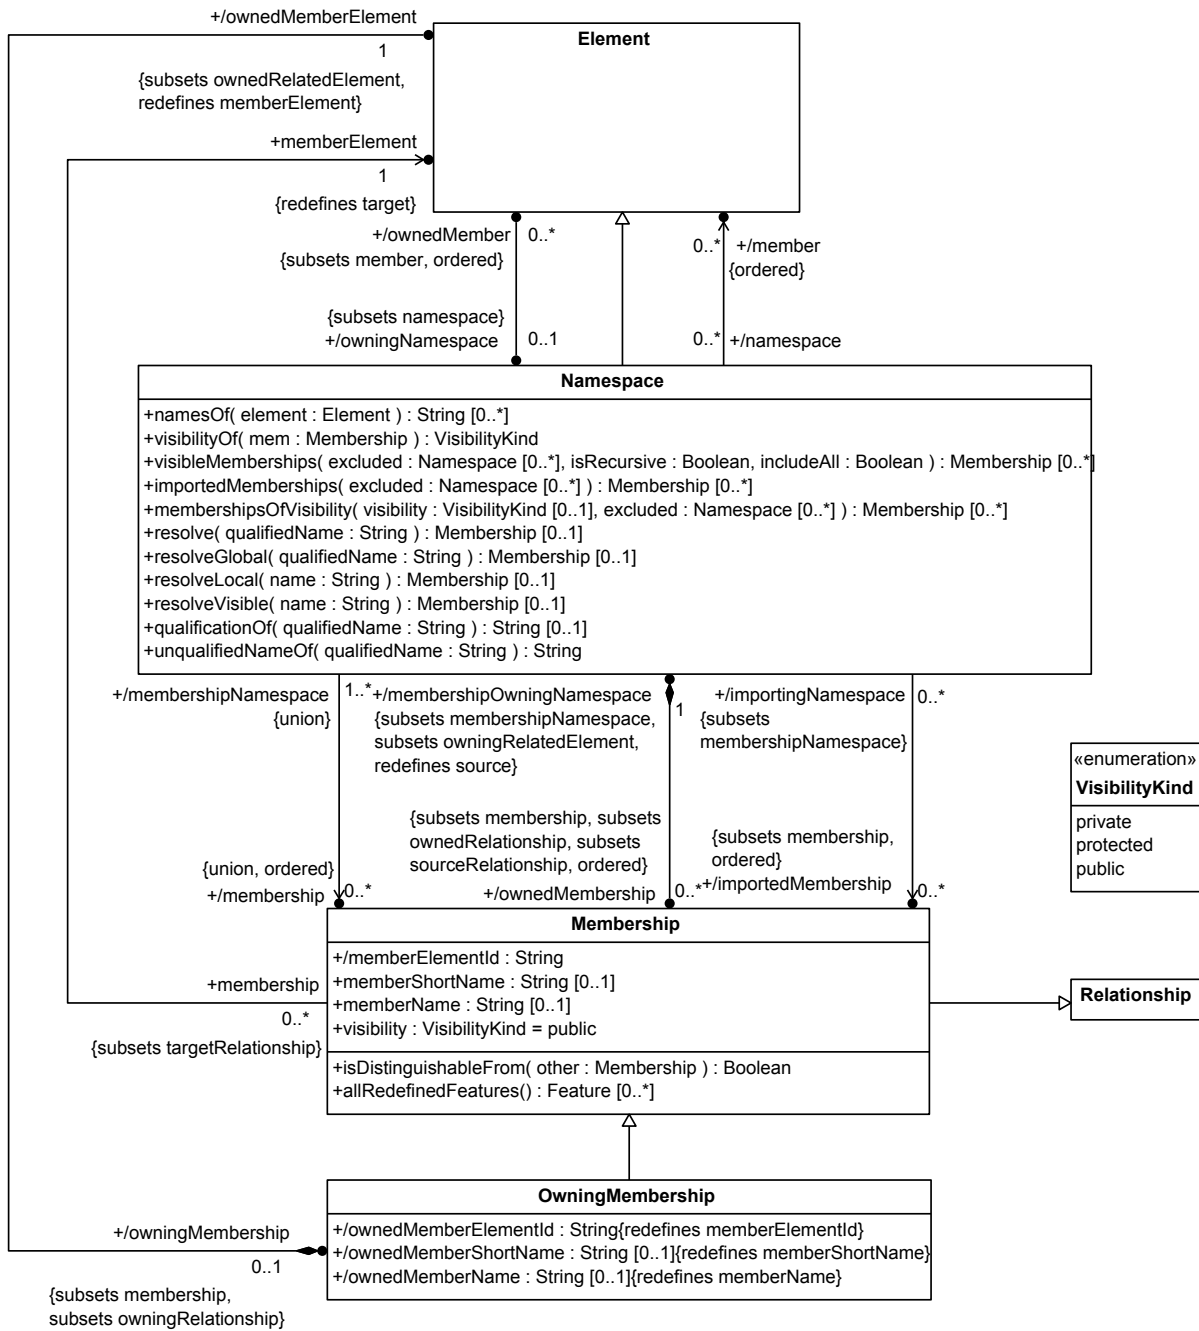 +/ownedMemberElement
1
{subsets ownedRelatedElement,
redefines memberElement}
Element
+memberElement
1
{redefines target}
+/ownedMember
0..*
{subsets member, ordered}
0..*
+/member
{ordered}
{subsets namespace}
+/owningNamespace
0..1
0..*
+/namespace
Namespace
+namesOf( element : Element ) : String [0..*]
+visibilityOf( mem : Membership ) : VisibilityKind
+visibleMemberships( excluded : Namespace [0..*], isRecursive : Boolean, includeAll : Boolean ) : Membership [0..*]
+importedMemberships( excluded : Namespace [0..*] ) : Membership [0..*]
+membershipsOfVisibility( visibility : VisibilityKind [0..1], excluded : Namespace [0..*] ) : Membership [0..*]
+resolve( qualifiedName : String ) : Membership [0..1]
+resolveGlobal( qualifiedName : String ) : Membership [0..1]
+resolveLocal( name : String ) : Membership [0..1]
+resolveVisible( name : String ) : Membership [0..1]
+qualificationOf( qualifiedName : String ) : String [0..1]
+unqualifiedNameOf( qualifiedName : String ) : String
+/membershipNamespace
{union}
1..*
+/membershipOwningNamespace
{subsets membershipNamespace,
subsets owningRelatedElement,
redefines source}
1
+/importingNamespace
{subsets
membershipNamespace}
0..*
«enumeration»
VisibilityKind
private
protected
public
{union, ordered}
+/membership
0..*
{subsets membership, subsets
ownedRelationship, subsets
sourceRelationship, ordered}
+/ownedMembership
0..*
{subsets membership,
ordered}
+/importedMembership
0..*
Membership
+/memberElementId : String
+memberShortName : String [0..1]
+memberName : String [0..1]
+visibility : VisibilityKind = public
+isDistinguishableFrom( other : Membership ) : Boolean
+allRedefinedFeatures() : Feature [0..*]
+membership
0..*
{subsets targetRelationship}
Relationship
OwningMembership
+/ownedMemberElementId : String{redefines memberElementId}
+/ownedMemberShortName : String [0..1]{redefines memberShortName}
+/ownedMemberName : String [0..1]{redefines memberName}
+/owningMembership
0..1
{subsets membership,
subsets owningRelationship}